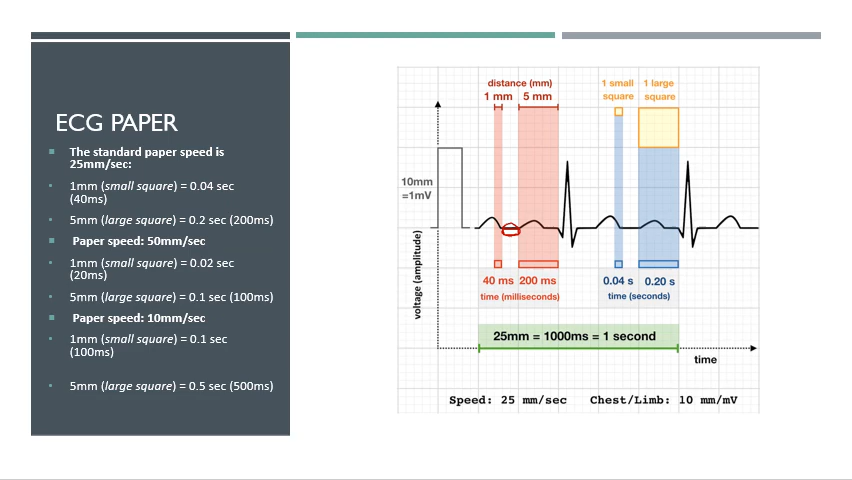 ECG PAPER
The standard paper speed is
25mm/sec:
1mm (small square) = 0.04 sec
(40ms)
5mm (large square) = 0.2 sec (200ms)
Paper speed: 50mm/sec
1mm (small square) = 0.02 sec
(20ms)
5mm (large square) = 0.1 sec (100ms)
Paper speed: 10mm/sec
1mm (small square) = 0.1 sec
(100ms)
5mm (large square) = 0.5 sec (500ms)
distance (mm)
1 mm 5 mm
1 small square
1 large square
10mm
=1mV
voltage (amplitude)
40 ms 200 ms
time (milliseconds)
0.04 s 0.20 s
time (seconds)
25mm = 1000ms = 1 second
time
Speed: 25 mm/sec Chest/Limb: 10 mm/mV